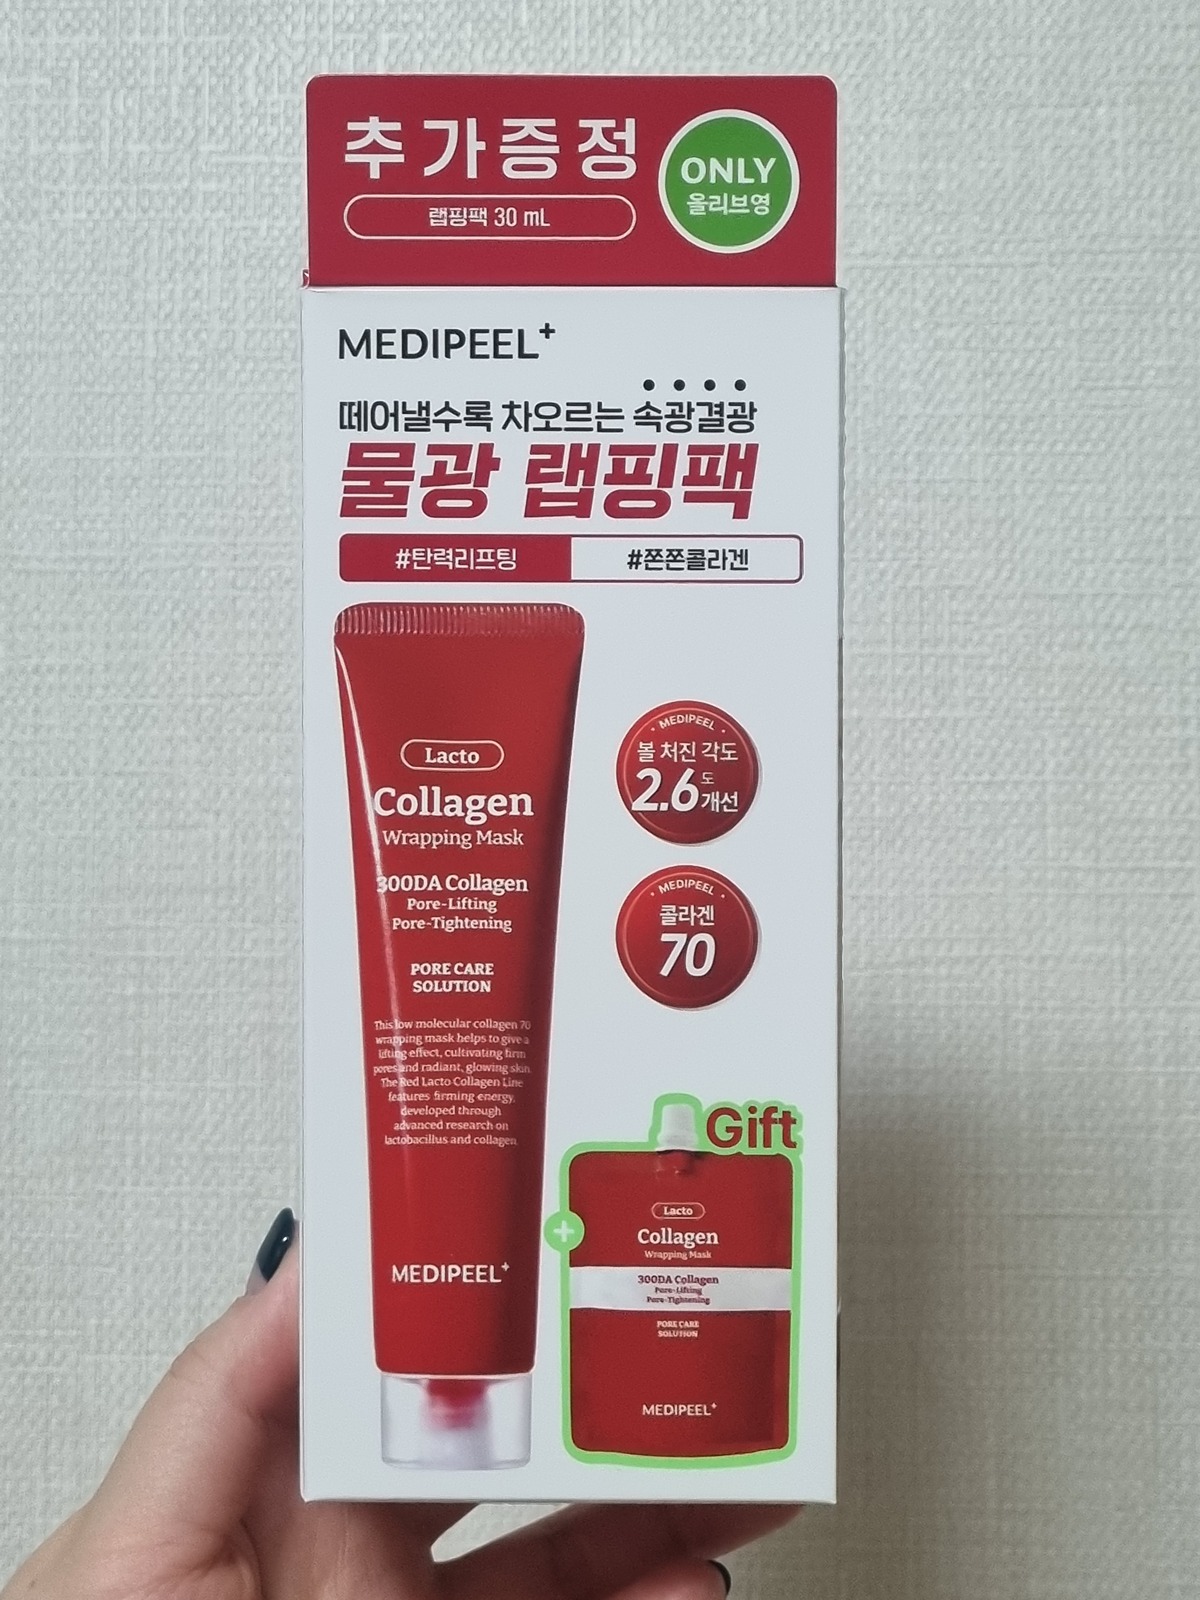 추가증정
랩핑팩 30 mL
ONLY
올리브영
MEDIPEEL+
떼어낼수록 차오르는 속광결광
물광 랩핑팩
#탄력리프팅
#쫀쫀콜라겐
Lacto
Collagen
Wrapping Mask
300DA Collagen
Pore-Lifting
Pore-Tightening
PORE CARE
SOLUTION
This low molecular collagen 70
wrapping mask helps to give a
lifting effect, cultivating firm
pores and radiant, glowing skin.
The Red Lacto Collagen Line
features firming energy,
developed through
advanced research on
lactobacillus and collagen.
MEDIPEEL+
MEDIPEEL
볼 처진 각도
2.6도 개선
MEDIPEEL
콜라겐
70
Gift
+
Lacto
Collagen
Wrapping Mask
300DA Collagen
Pore-Lifting
Pore-Tightening
PORE CARE
SOLUTION
MEDIPEEL+